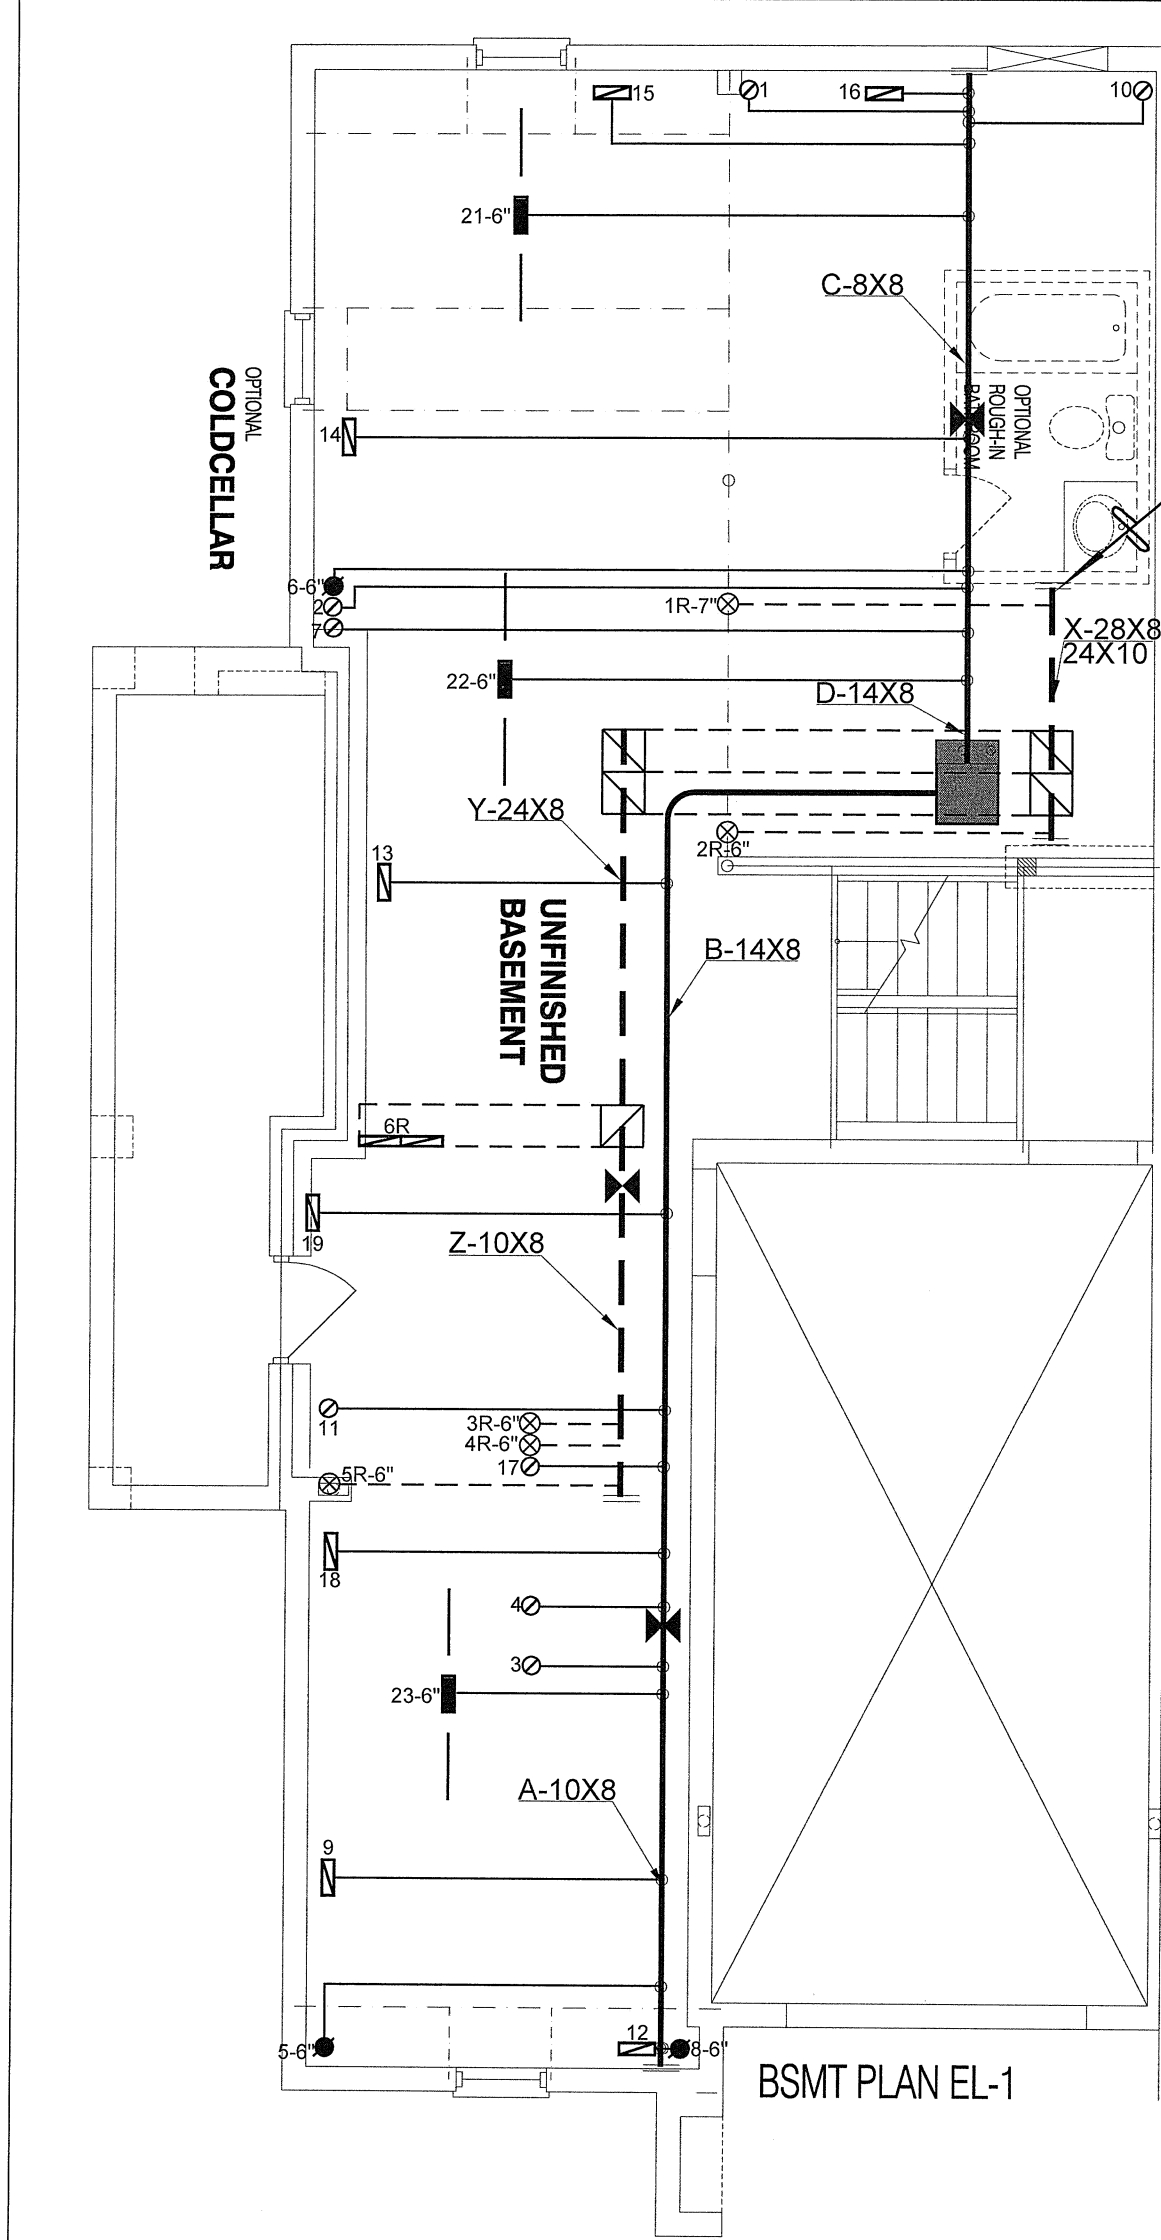 15
1
16
10
21-6"
C-8X8
OPTIONAL
COLDCELLAR
OPTIONAL
ROUGH-IN
BATHROOM
14
6-6"
2
7
1R-7"
X-28X8
24X10
22-6"
D-14X8
Y-24X8
2R-6"
13
UNFINISHED
BASEMENT
B-14X8
6R
19
Z-10X8
11
3R-6"
4R-6"
17
5R-6"
18
4
3
23-6"
A-10X8
9
5-6"
12
8-6"
BSMT PLAN EL-1